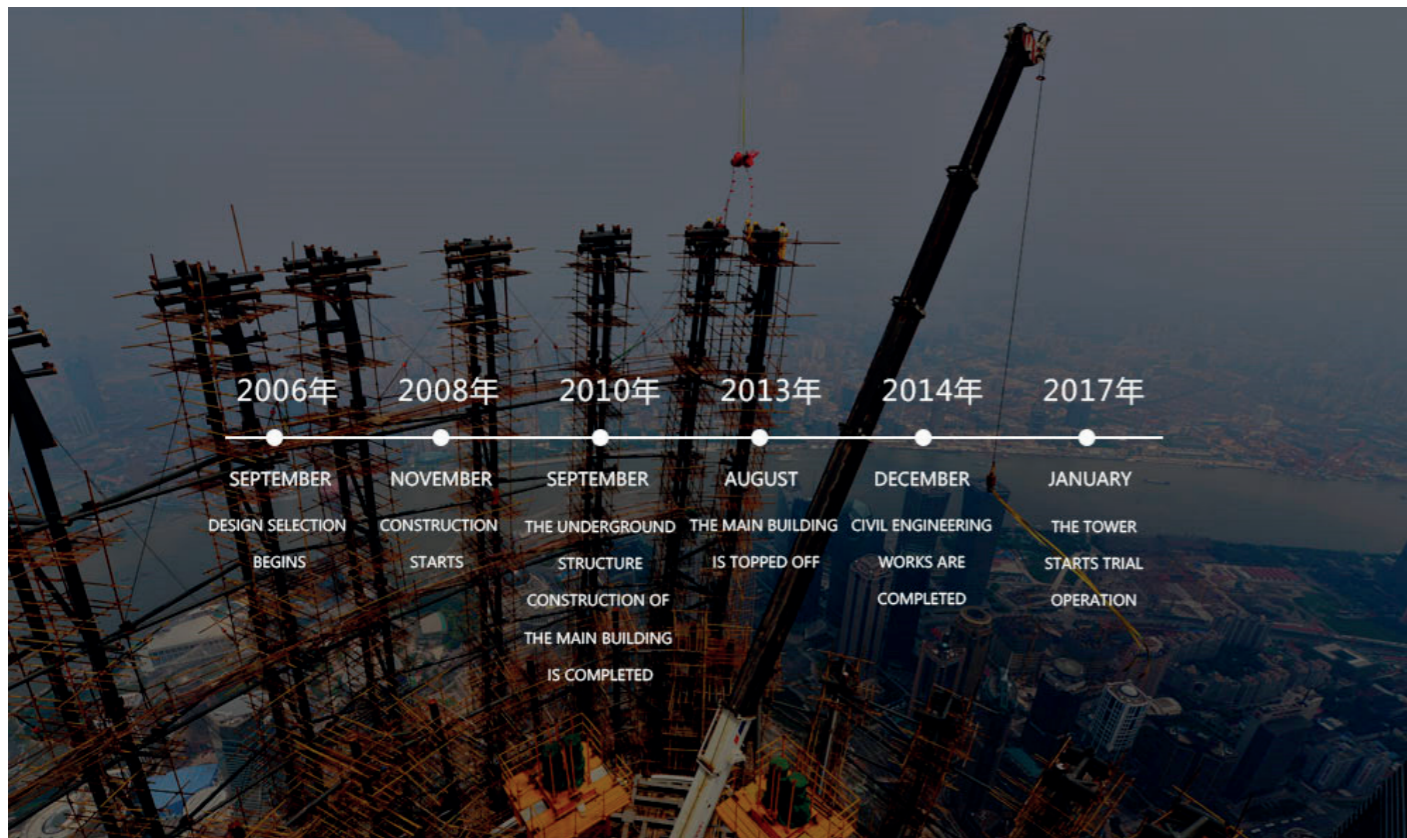 2006年
2008年
2010年
2013年
2014年
2017年
SEPTEMBER
NOVEMBER
SEPTEMBER
AUGUST
DECEMBER
JANUARY
DESIGN SELECTION
BEGINS
CONSTRUCTION
STARTS
THE UNDERGROUND
STRUCTURE
CONSTRUCTION OF
THE MAIN BUILDING
IS COMPLETED
THE MAIN BUILDING
IS TOPPED OFF
CIVIL ENGINEERING
WORKS ARE
COMPLETED
THE TOWER
STARTS TRIAL
OPERATION